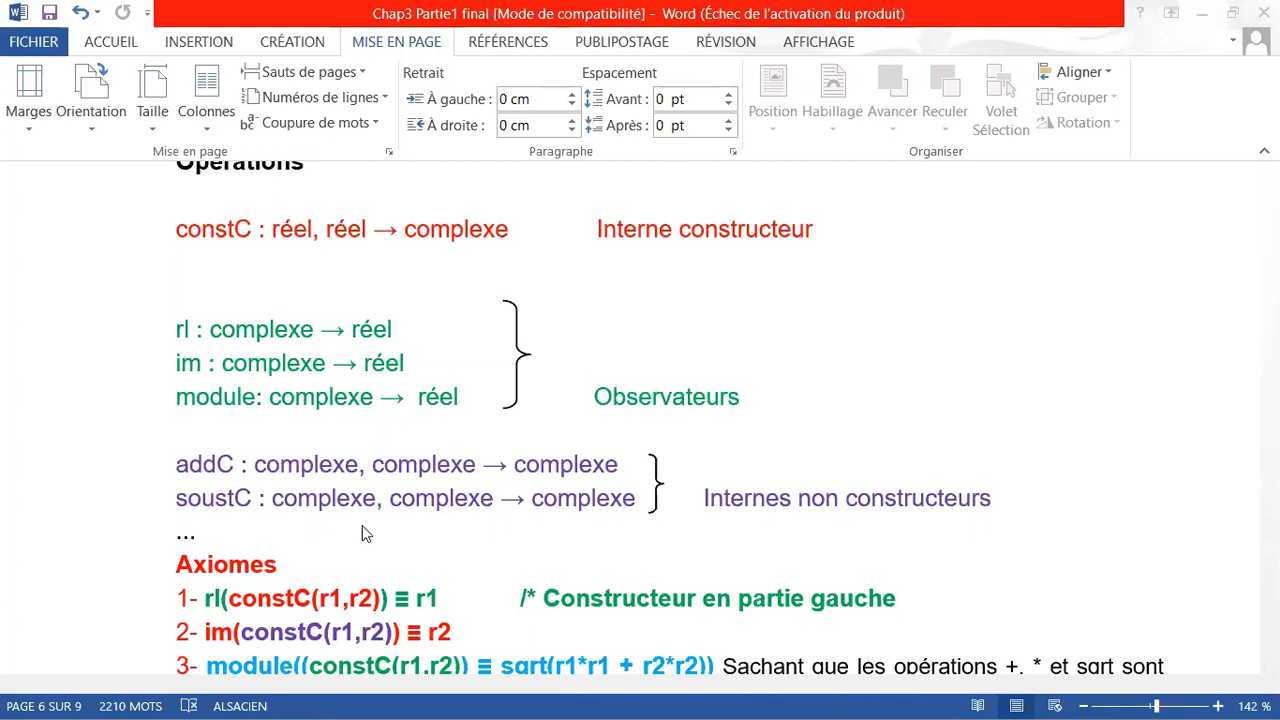 Chap3 Partie1 final [Mode de compatibilité] - Word (Échec de l'activation du produit)
FICHIER ACCUEIL INSERTION CRÉATION MISE EN PAGE RÉFÉRENCES PUBLIPOSTAGE RÉVISION AFFICHAGE
Marges Orientation Taille Colonnes
Sauts de pages
Numéros de lignes
Coupure de mots
Mise en page
Retrait Espacement
À gauche : 0 cm Avant : 0 pt
À droite : 0 cm Après : 0 pt
Paragraphe
Position Habillage Avancer Reculer Volet Sélection
Aligner
Grouper
Rotation
Organiser
Opérations
constC : réel, réel → complexe Interne constructeur
rl : complexe → réel
im : complexe → réel
module: complexe → réel Observateurs
addC : complexe, complexe → complexe
soustC : complexe, complexe → complexe Internes non constructeurs
...
Axiomes
1- rl(constC(r1,r2)) ≡ r1 /* Constructeur en partie gauche
2- im(constC(r1,r2)) ≡ r2
3- module((constC(r1,r2)) ≡ sqrt(r1*r1 + r2*r2)) Sachant que les opérations +, * et sqrt sont
PAGE 6 SUR 9 2210 MOTS ALSACIEN 142 %